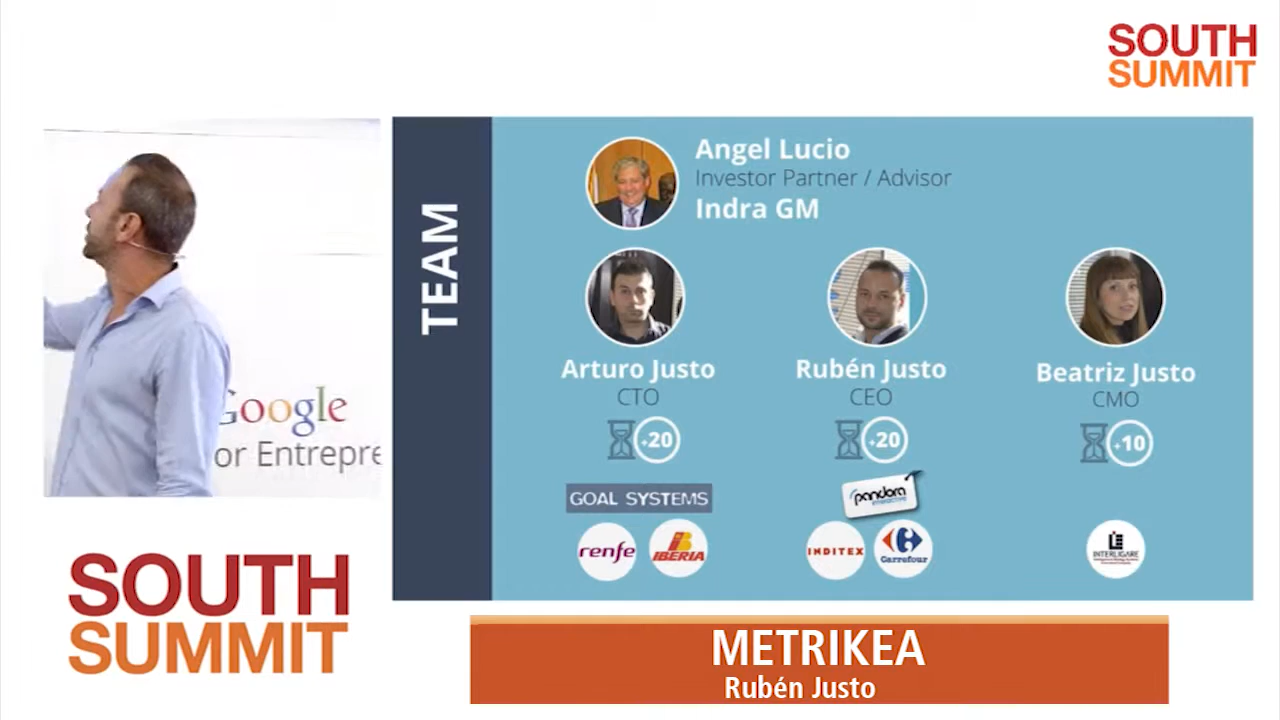 SOUTH
SUMMIT
TEAM
Angel Lucio
Investor Partner / Advisor
Indra GM
Arturo Justo
CTO
+20
Rubén Justo
CEO
+20
Beatriz Justo
CMO
+10
GOAL SYSTEMS
renfe
IBERIA
pandora
interactive
INDITEX
Carrefour
INTERLIGARE
Google
or Entrepre
SOUTH
SUMMIT
METRIKEA
Rubén Justo